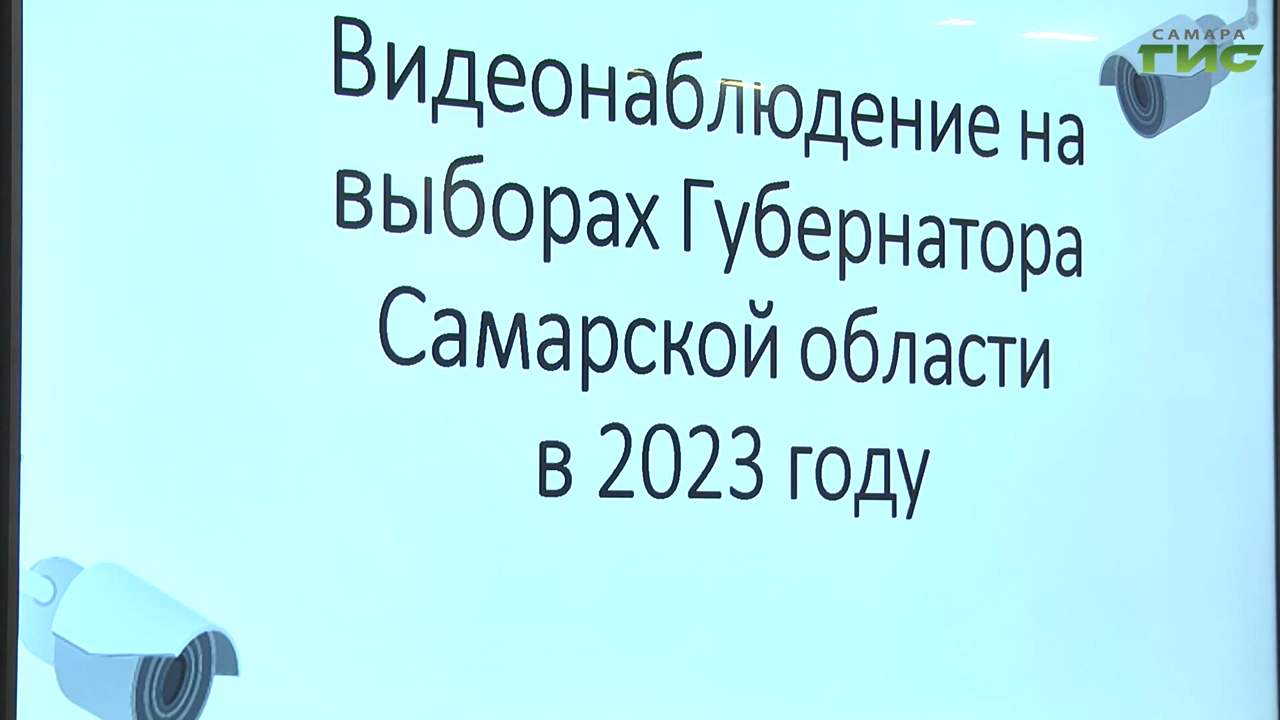 САМАРА
ГИС
Видеонаблюдение на
выборах Губернатора
Самарской области
в 2023 году